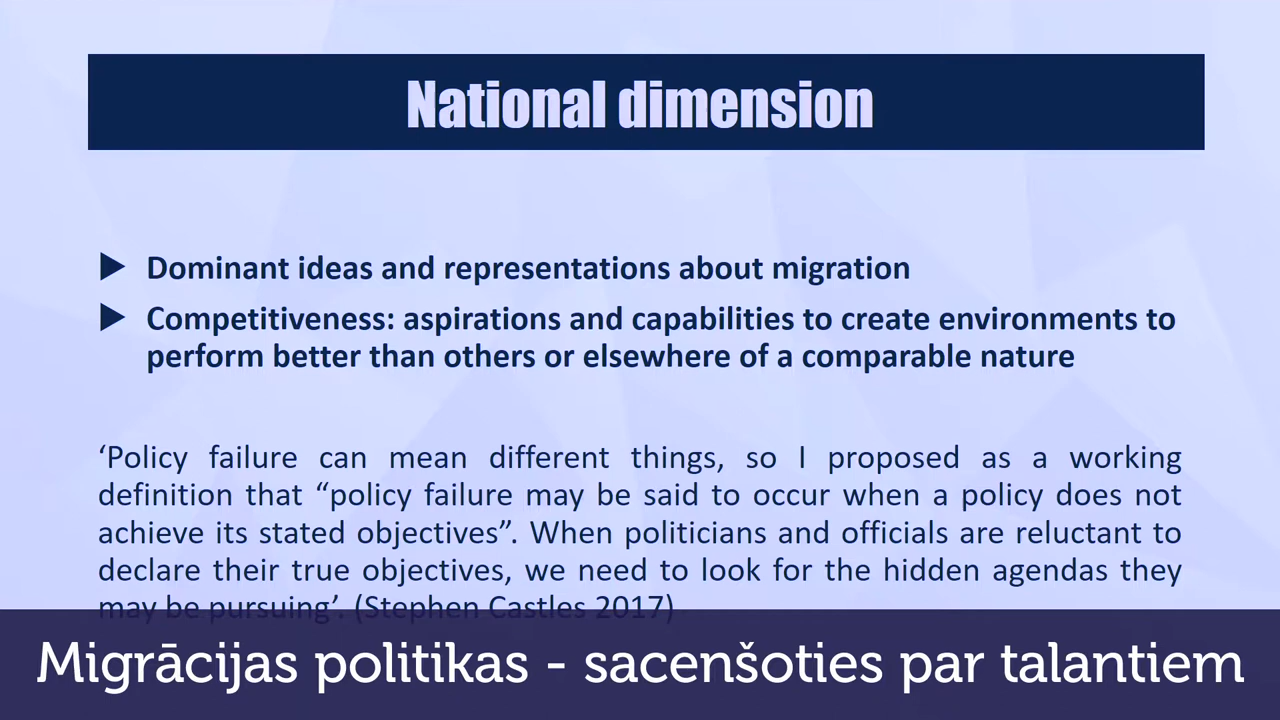 National dimension
Dominant ideas and representations about migration
Competitiveness: aspirations and capabilities to create environments to
perform better than others or elsewhere of a comparable nature
‘Policy failure can mean different things, so I proposed as a working
definition that “policy failure may be said to occur when a policy does not
achieve its stated objectives”. When politicians and officials are reluctant to
declare their true objectives, we need to look for the hidden agendas they
may be pursuing’. (Stephen Castles 2017)
Migrācijas politikas - sacenšoties par talantiem